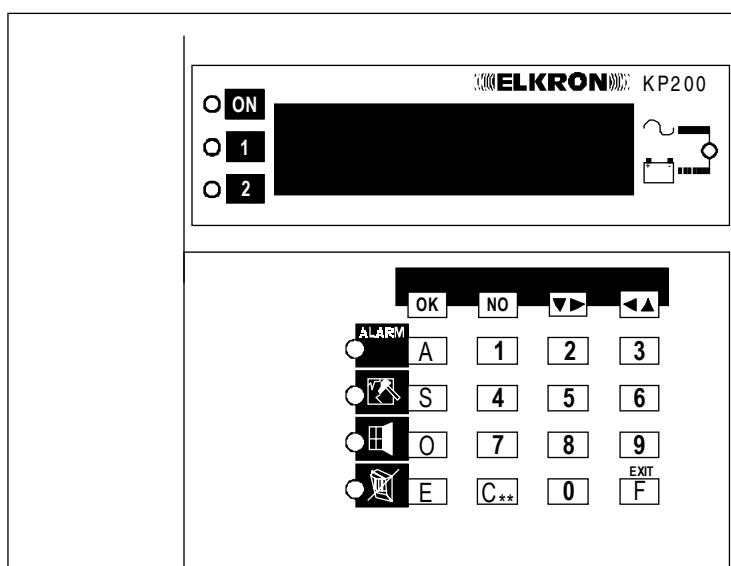 ELKRON KP200
ON
1
2
OK NO
ALARM
A 1 2 3
S 4 5 6
O 7 8 9
EXIT
E C** 0 F